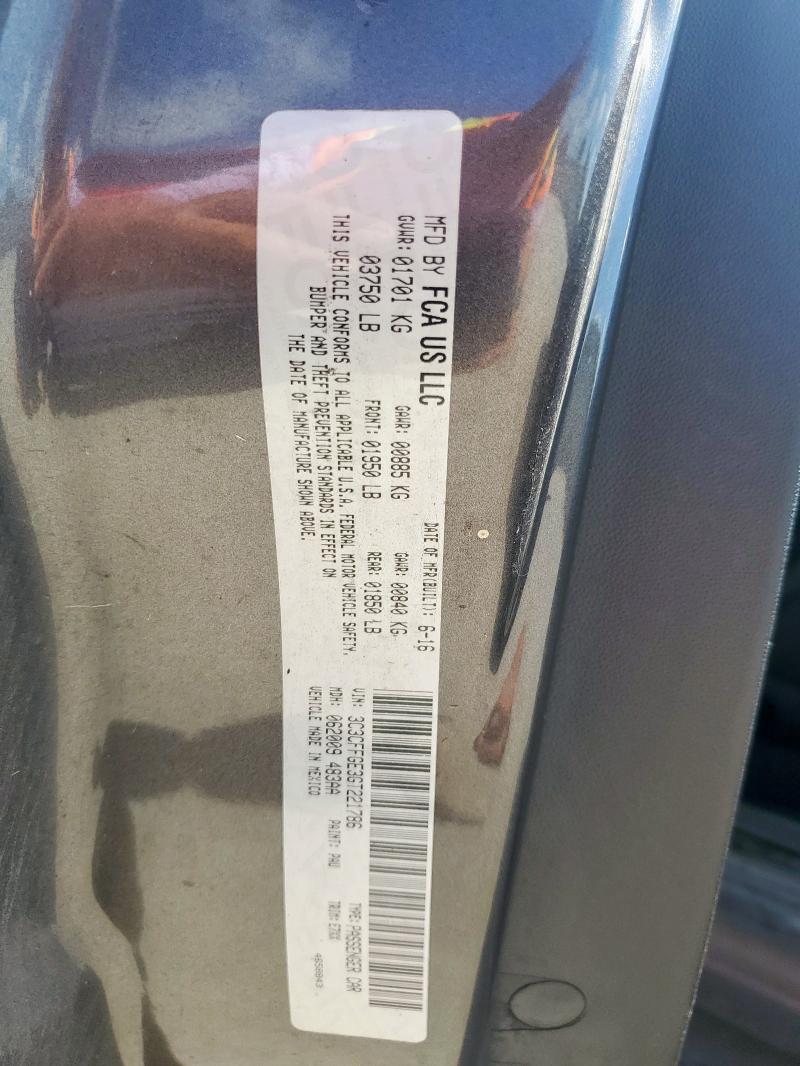 MFD BY FCA US LLC
DATE OF MFR(BUILT): 6-16
GVWR: 01701 KG
GAWR: 00885 KG
GAWR: 00840 KG
03750 LB
FRONT: 01950 LB
REAR: 01850 LB
THIS VEHICLE CONFORMS TO ALL APPLICABLE U.S.A. FEDERAL MOTOR VEHICLE SAFETY,
BUMPER AND THEFT PREVENTION STANDARDS IN EFFECT ON
THE DATE OF MANUFACTURE SHOWN ABOVE.
VIN: 3C3CFFGE3GT221786
TYPE: PASSENGER CAR
MDH: 062009 483AA
PAINT: PAU
TRIM: E7XX
VEHICLE MADE IN MEXICO